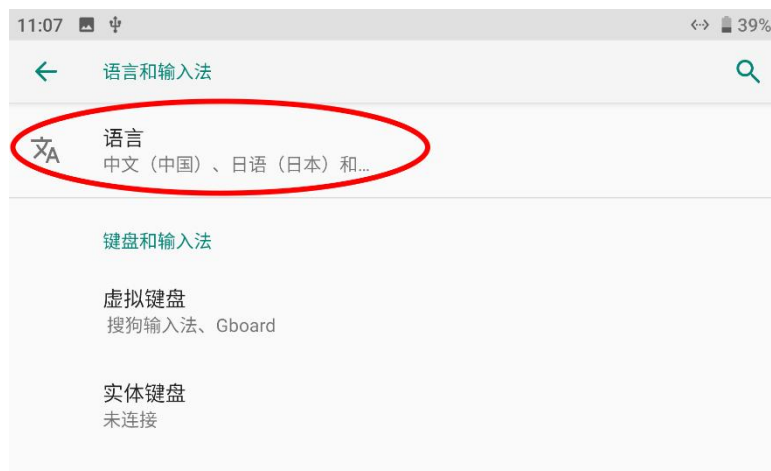 11:07 39%
语言和输入法
语言
中文（中国）、日语（日本）和...
键盘和输入法
虚拟键盘
搜狗输入法、Gboard
实体键盘
未连接